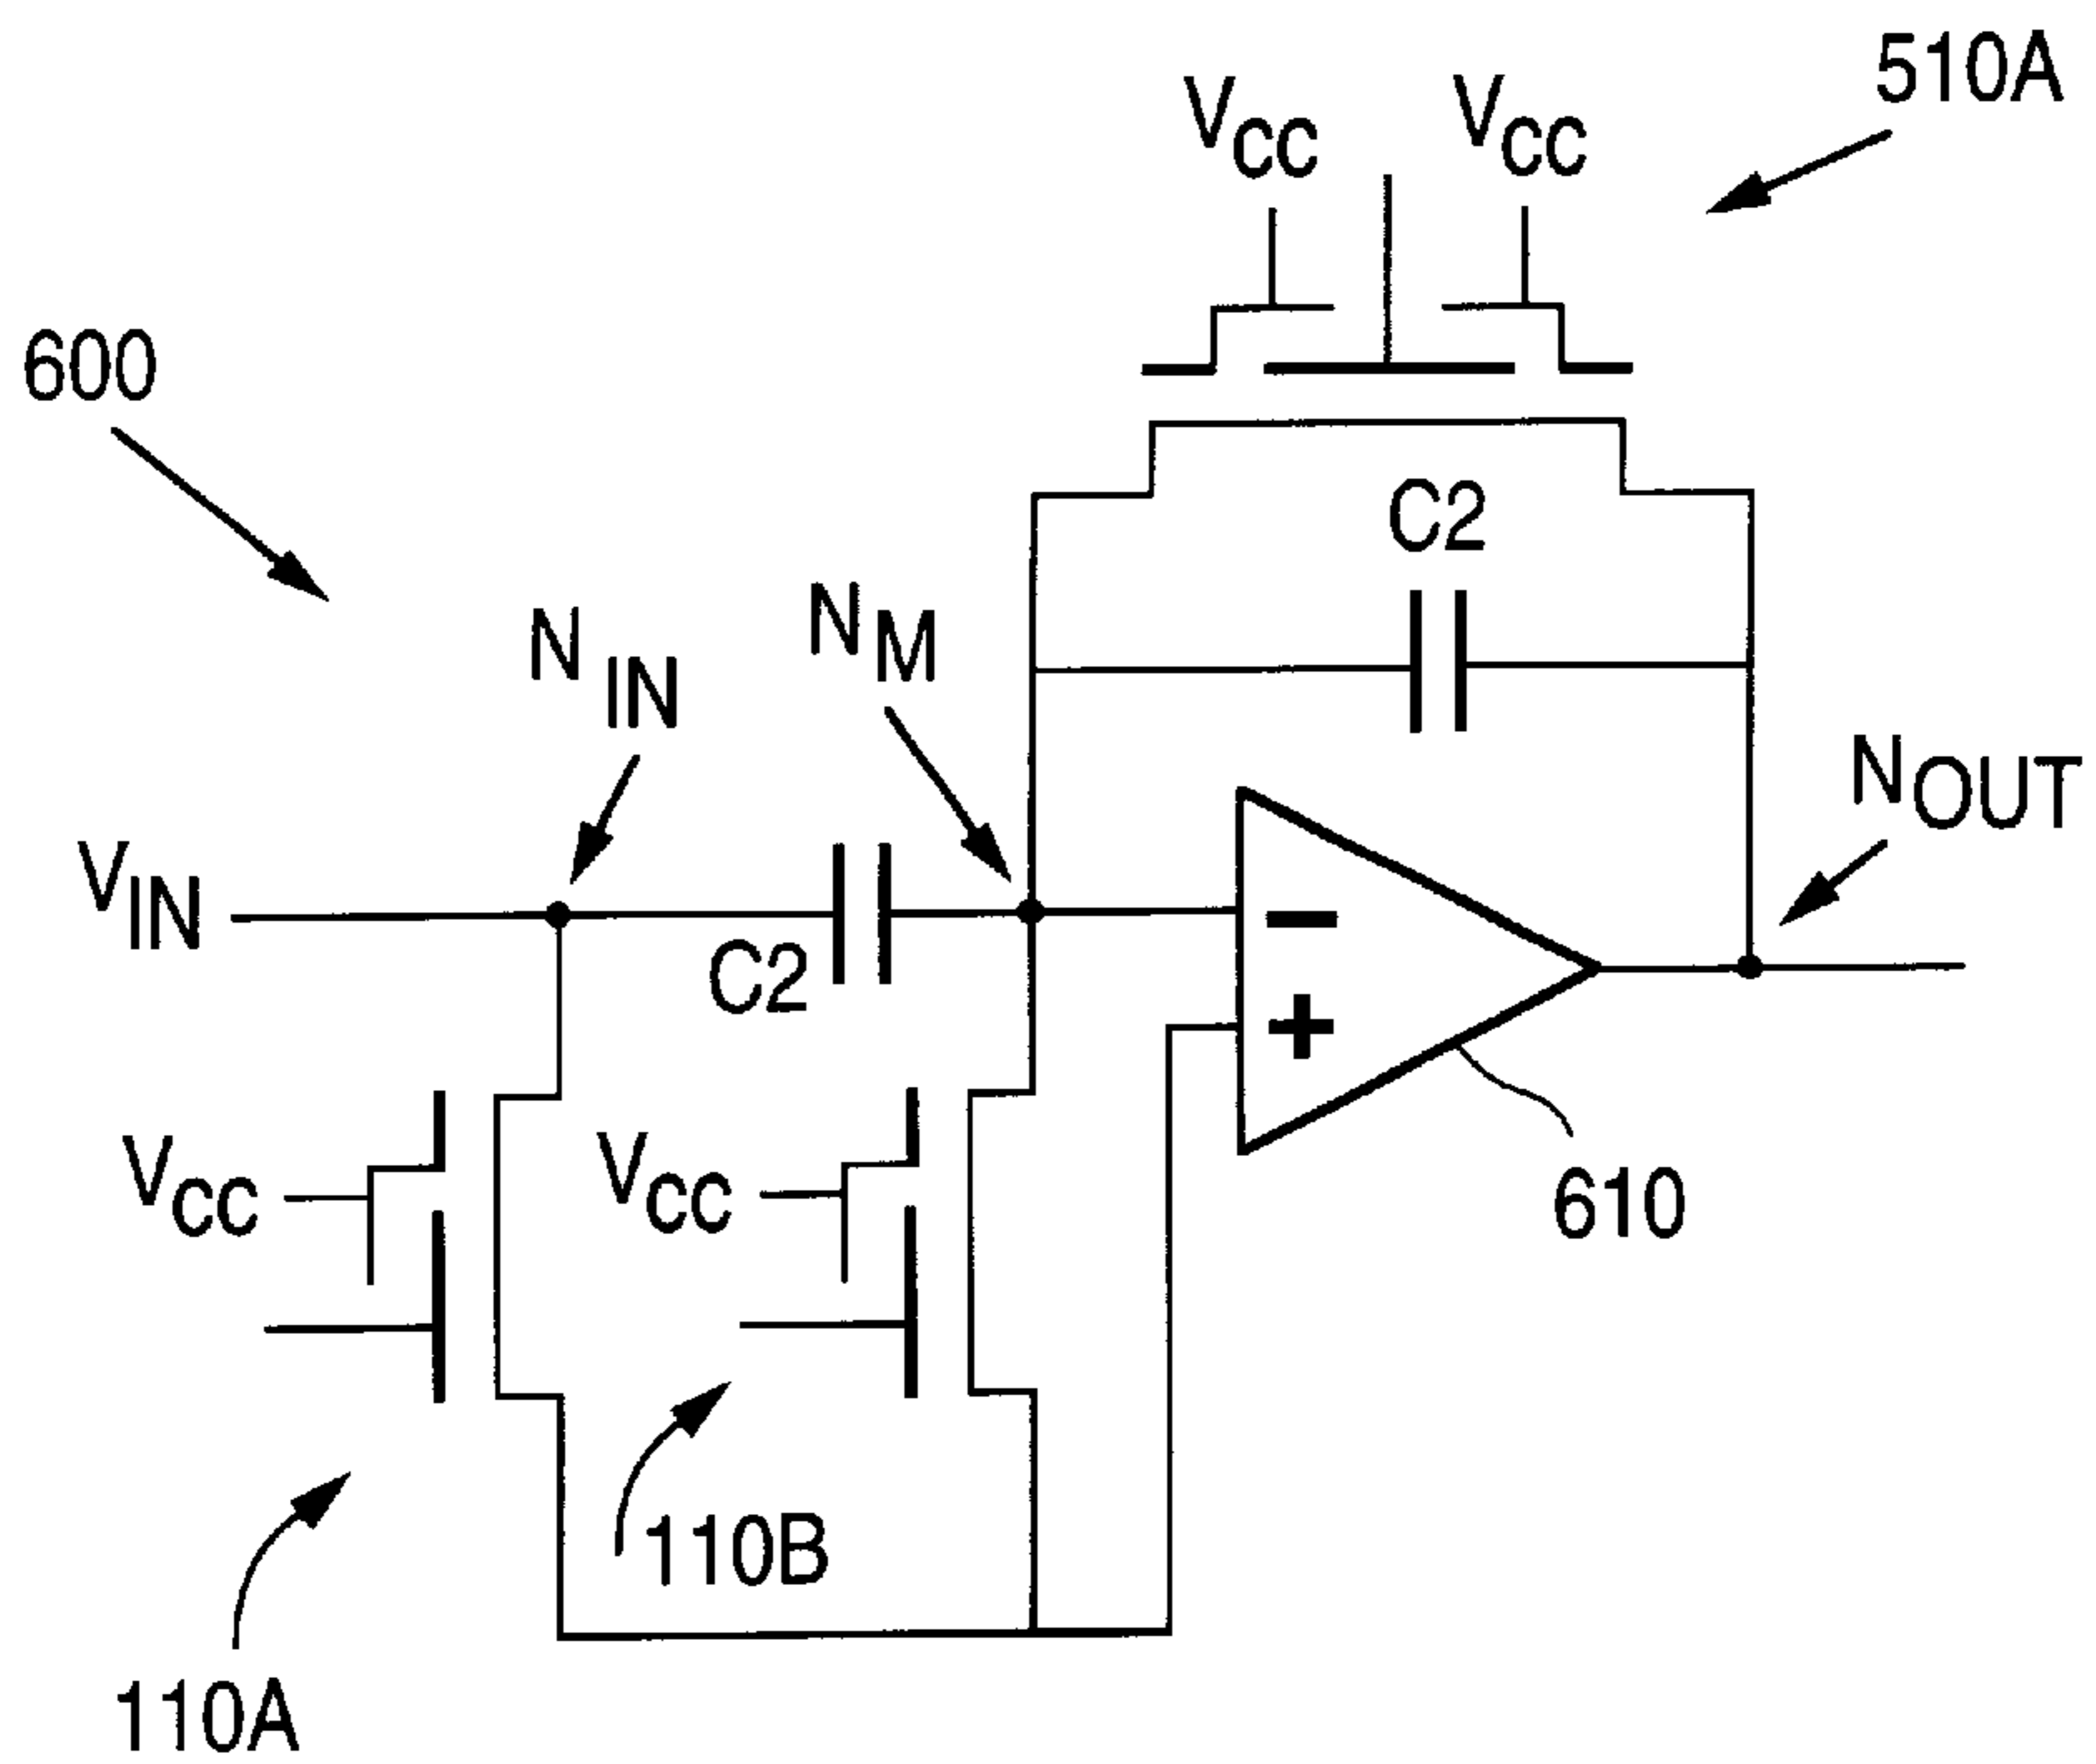 510A
VCC VCC
600
C2
NIN
NM
NOUT
VIN
C2
−
+
VCC
VCC
610
110B
110A